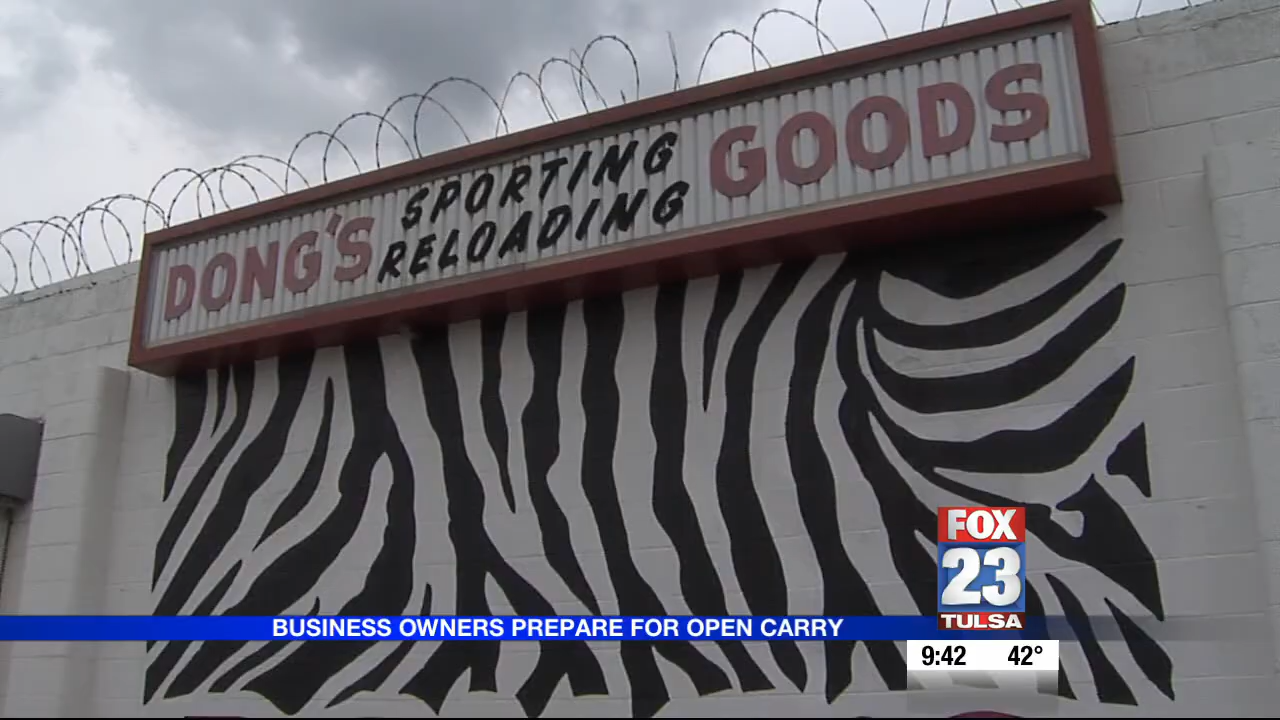 DONG'S SPORTING GOODS
RELOADING
BUSINESS OWNERS PREPARE FOR OPEN CARRY
FOX
23
TULSA
9:42 42°